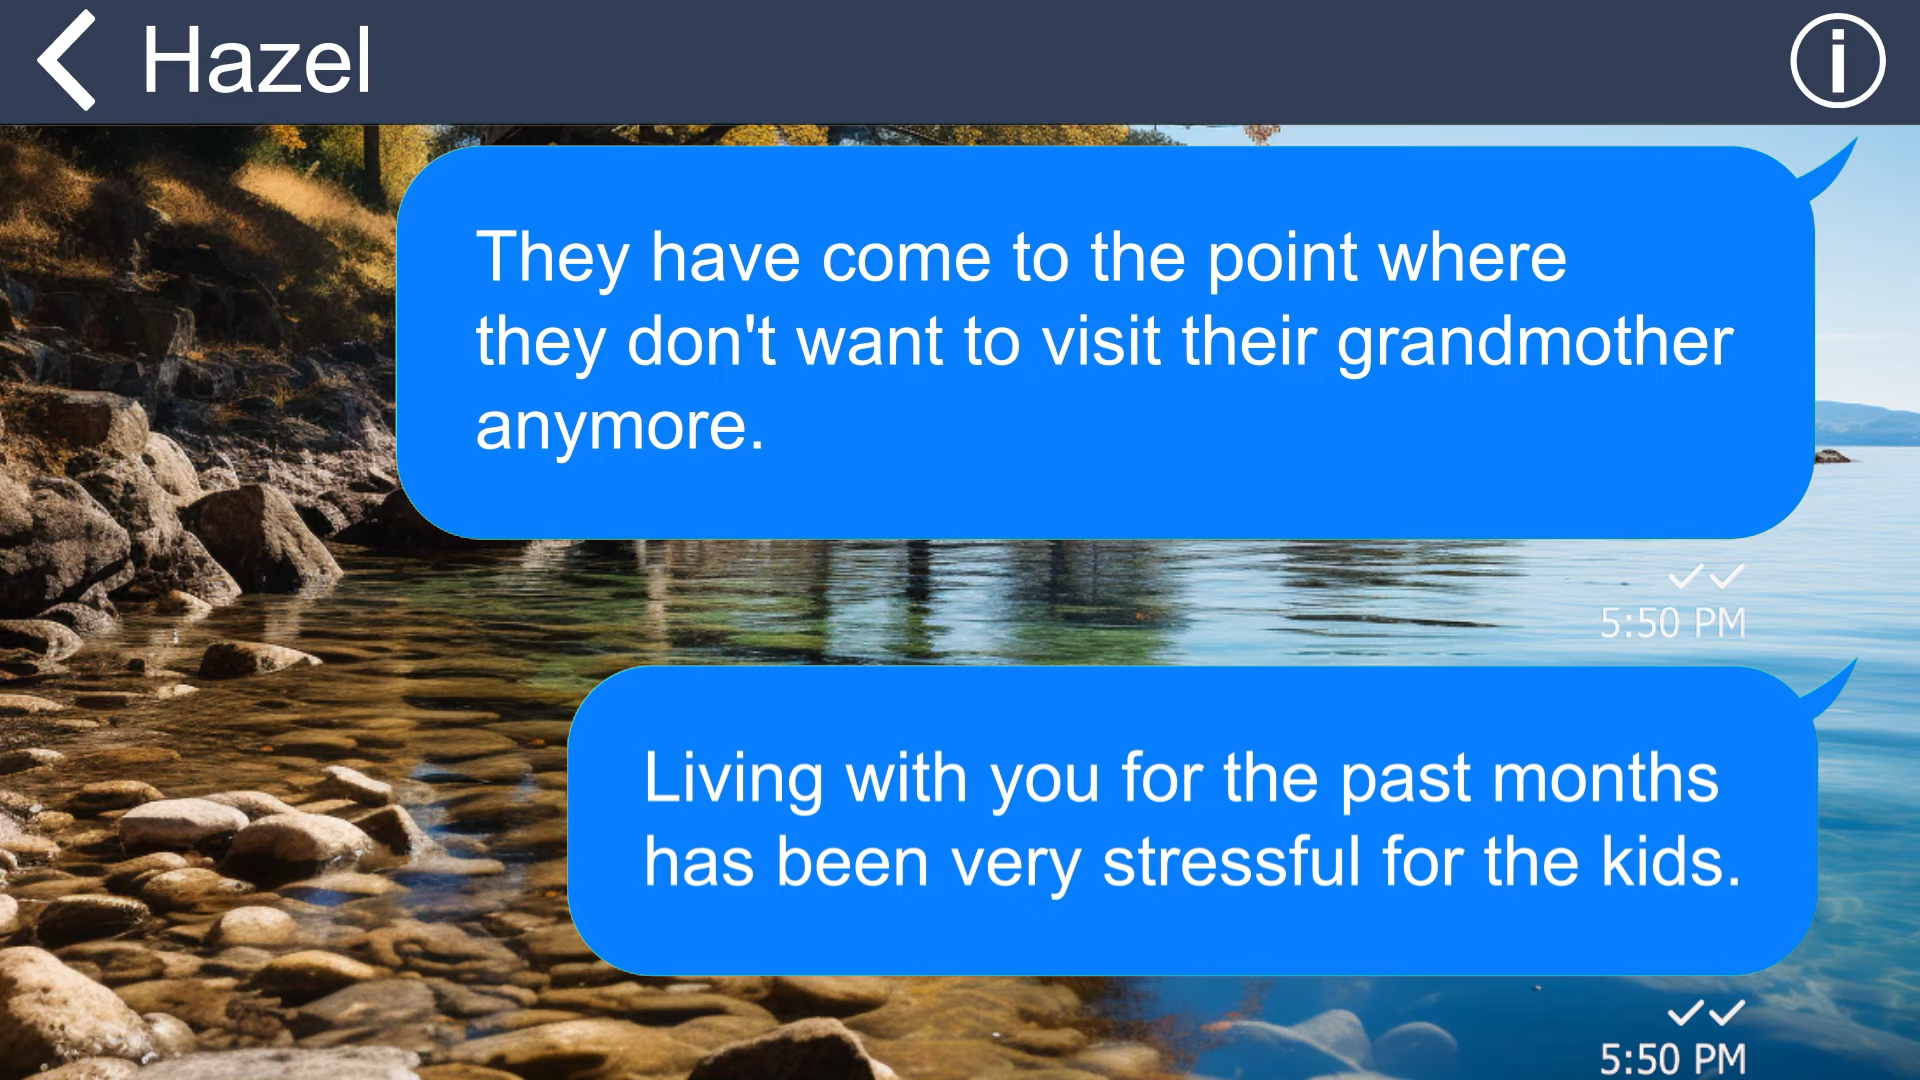 Hazel
They have come to the point where
they don't want to visit their grandmother
anymore.
5:50 PM
Living with you for the past months
has been very stressful for the kids.
5:50 PM